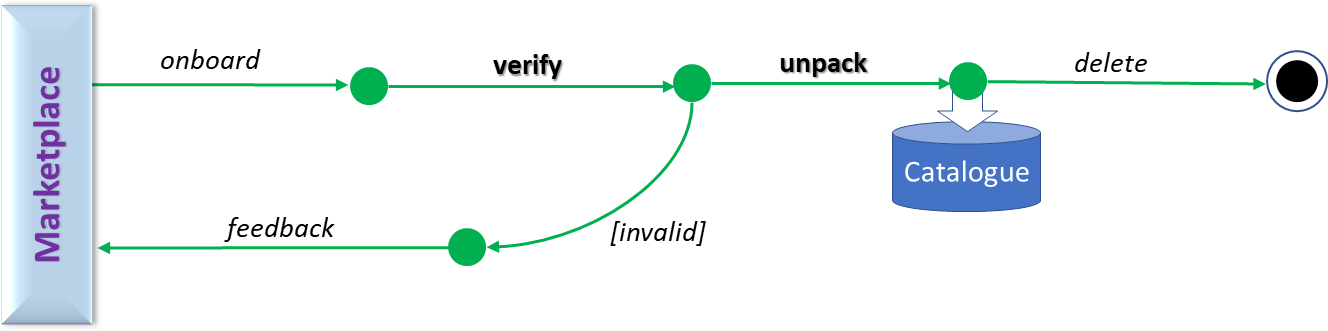 Marketplace
onboard
verify
unpack
delete
Catalogue
feedback
[invalid]